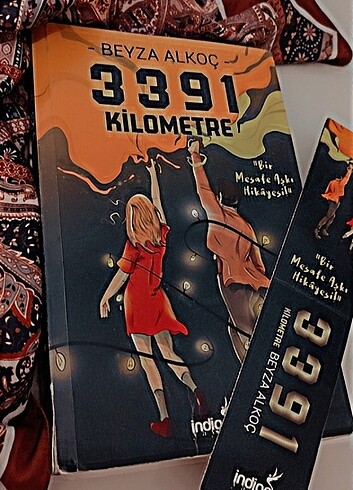 - BEYZA ALKOÇ -
3391
KİLOMETRE
"Bir
Mesafe Aşkı
Hikâyesi!"
indigo
"Bir
Mesafe Aşkı
Hikâyesi!"
3391
KİLOMETRE BEYZA ALKOÇ
indigo